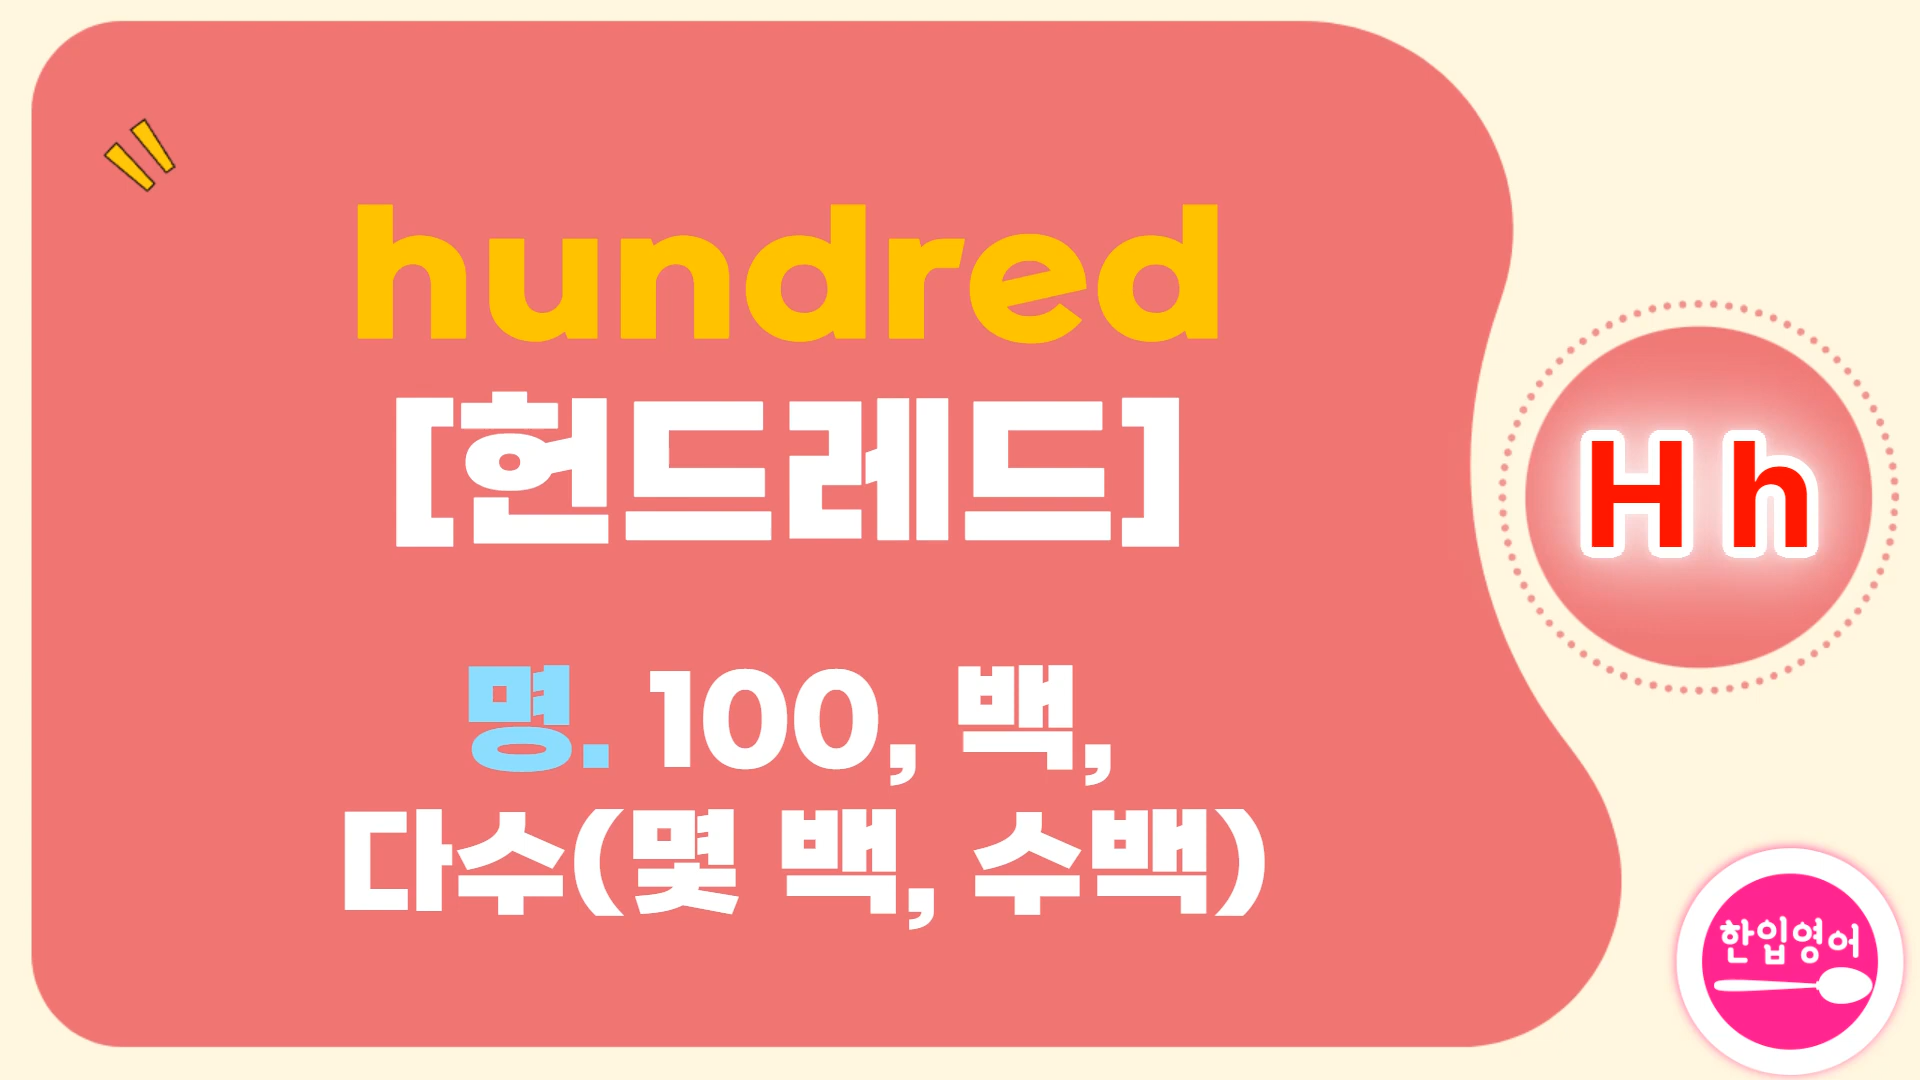 hundred
[헌드레드]
명. 100, 백,
다수(몇 백, 수백)
H h
한입영어